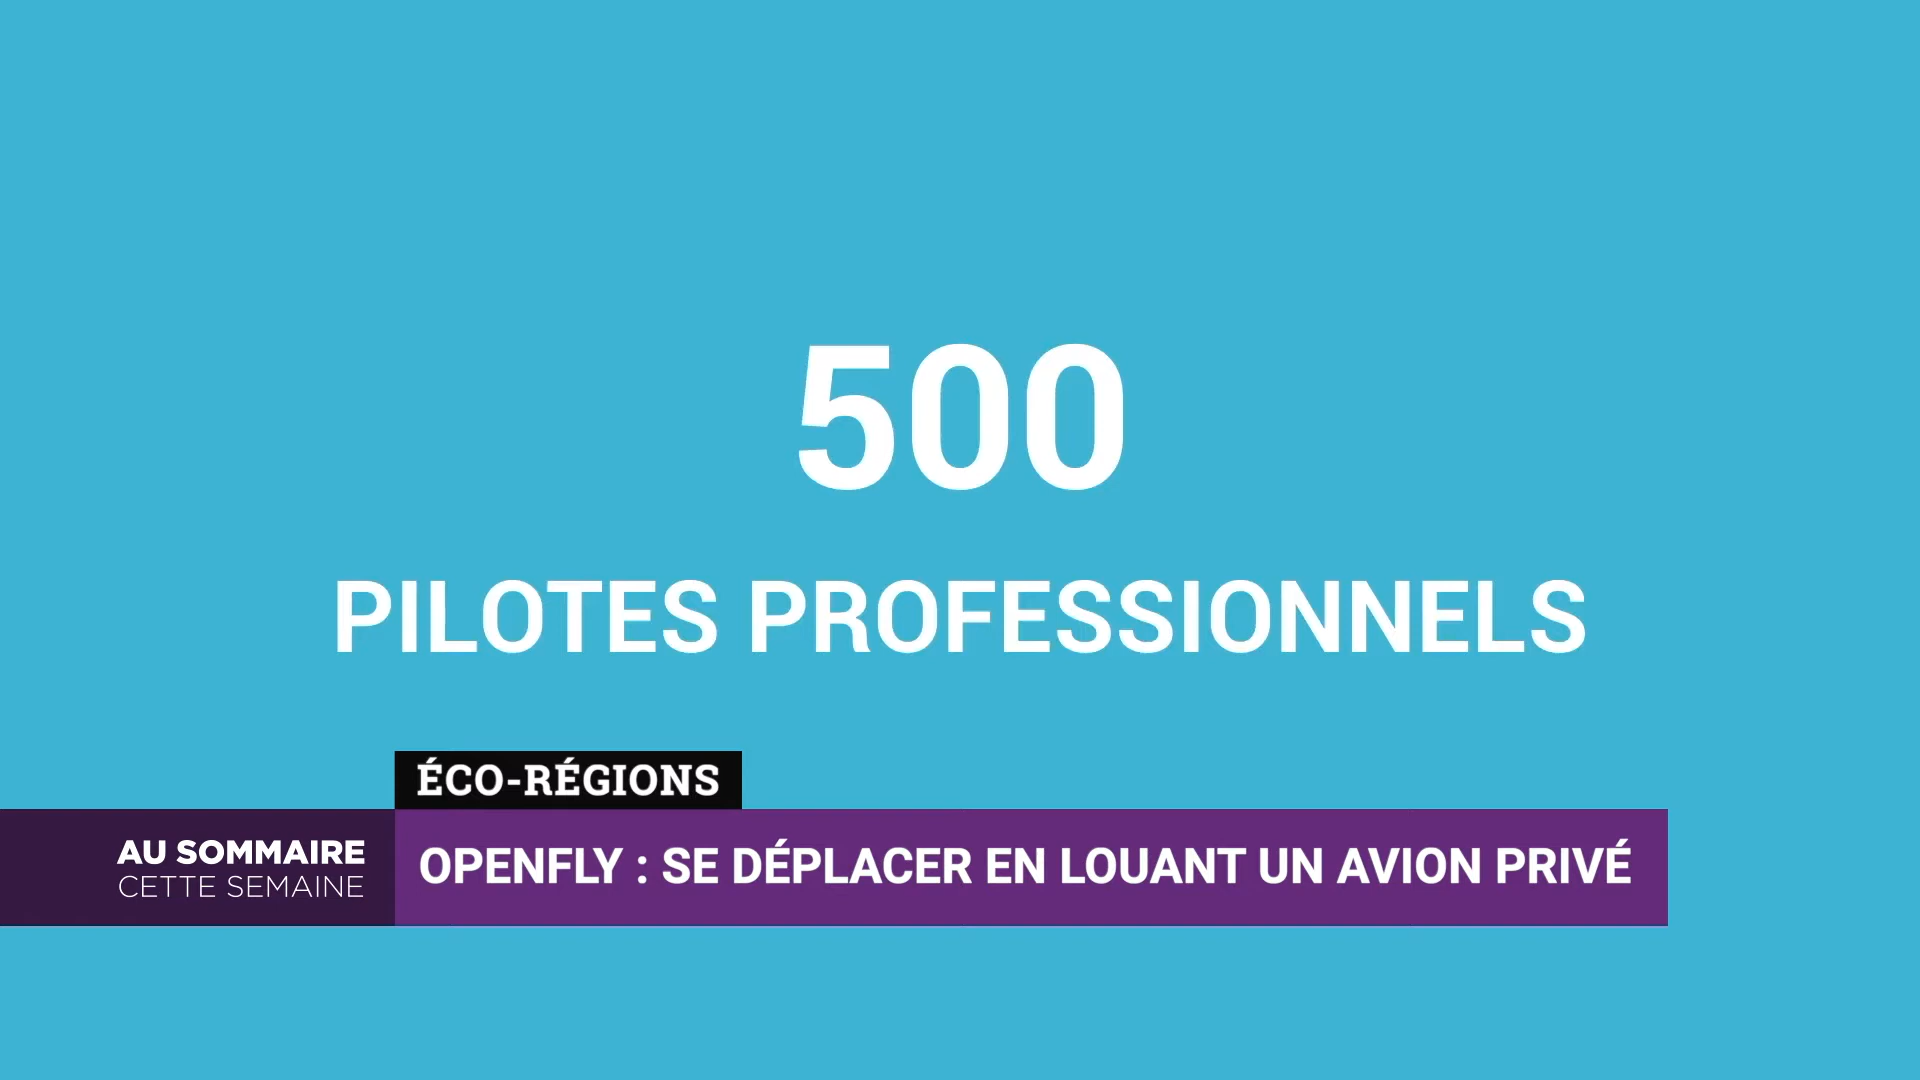 500
PILOTES PROFESSIONNELS
ÉCO-RÉGIONS
AU SOMMAIRE
CETTE SEMAINE
OPENFLY : SE DÉPLACER EN LOUANT UN AVION PRIVÉ